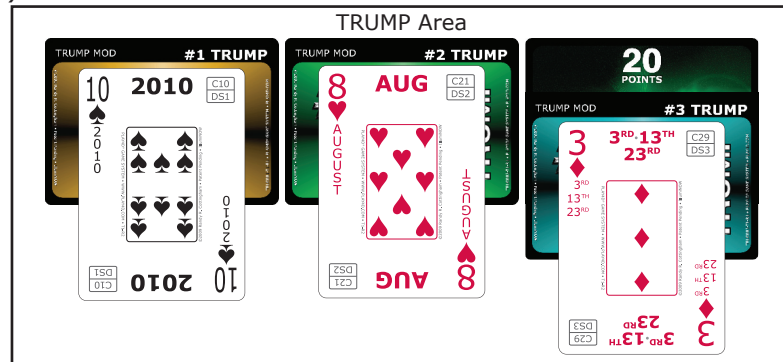 TRUMP Area
TRUMP MOD #1 TRUMP
10
2010
2010
C10
DS1
2010
10
2010
C10
DS1
TRUMP MOD #2 TRUMP
8
AUGUST
AUG
C21
DS2
AUGUST
8
AUG
C21
DS2
20
POINTS
TRUMP MOD #3 TRUMP
3
3RD
13TH
23RD
3RD·13TH
23RD
C29
DS3
3
3RD
13TH
23RD
3RD·13TH
23RD
C29
DS3